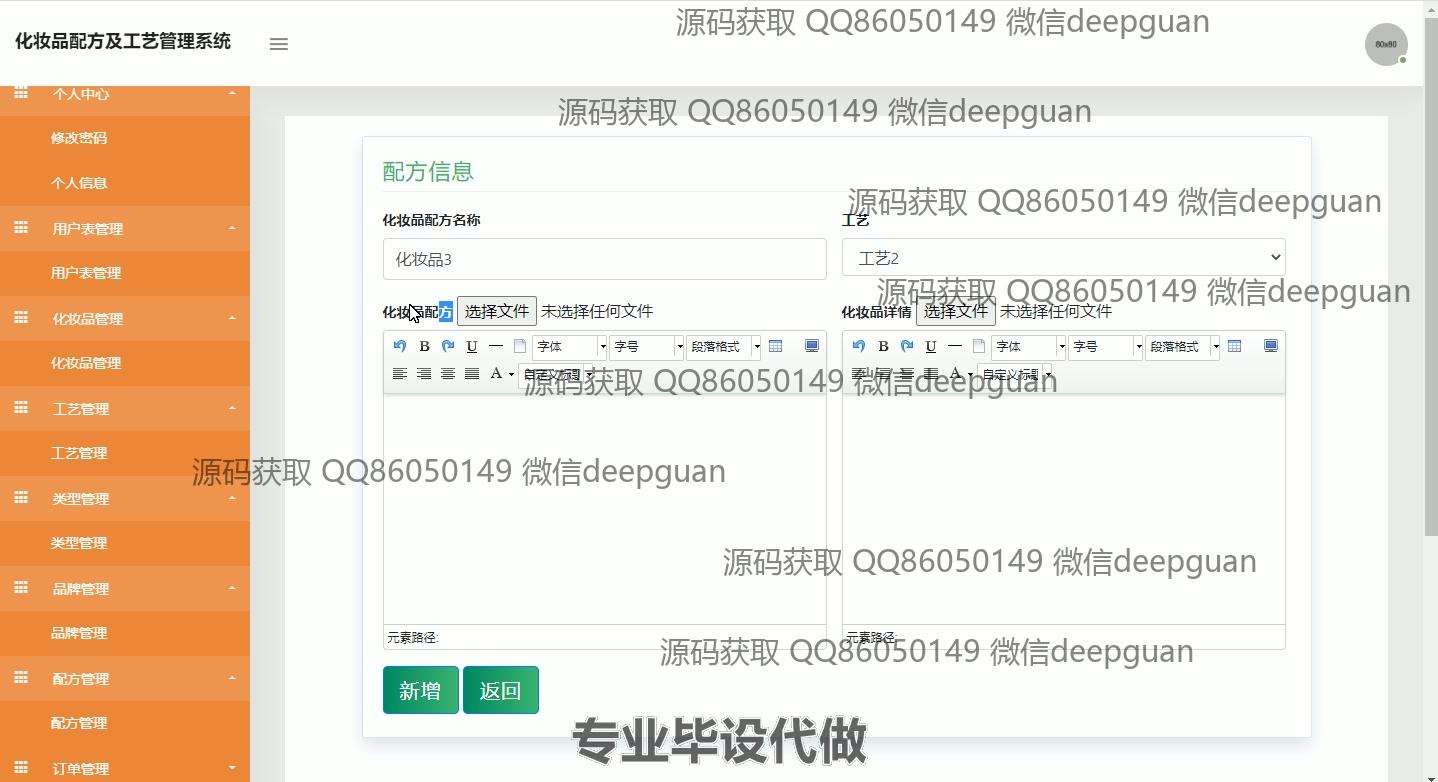 源码获取 QQ86050149 微信deepguan
化妆品配方及工艺管理系统
80x80
个人中心
源码获取 QQ86050149 微信deepguan
修改密码
个人信息
用户表管理
用户表管理
化妆品管理
化妆品管理
工艺管理
工艺管理
类型管理
类型管理
品牌管理
品牌管理
配方管理
配方管理
订单管理
配方信息
源码获取 QQ86050149 微信deepguan
化妆品配方名称
工艺
化妆品3
工艺2
源码获取 QQ86050149 微信deepguan
化妆品配方 选择文件 未选择任何文件
化妆品详情 选择文件 未选择任何文件
B U 字体 字号 段落格式
B U 字体 字号 段落格式
A 自定义标题
A 自定义标题
源码获取 QQ86050149 微信deepguan
源码获取 QQ86050149 微信deepguan
源码获取 QQ86050149 微信deepguan
元素路径:
元素路径:
源码获取 QQ86050149 微信deepguan
新增 返回
专业毕设代做